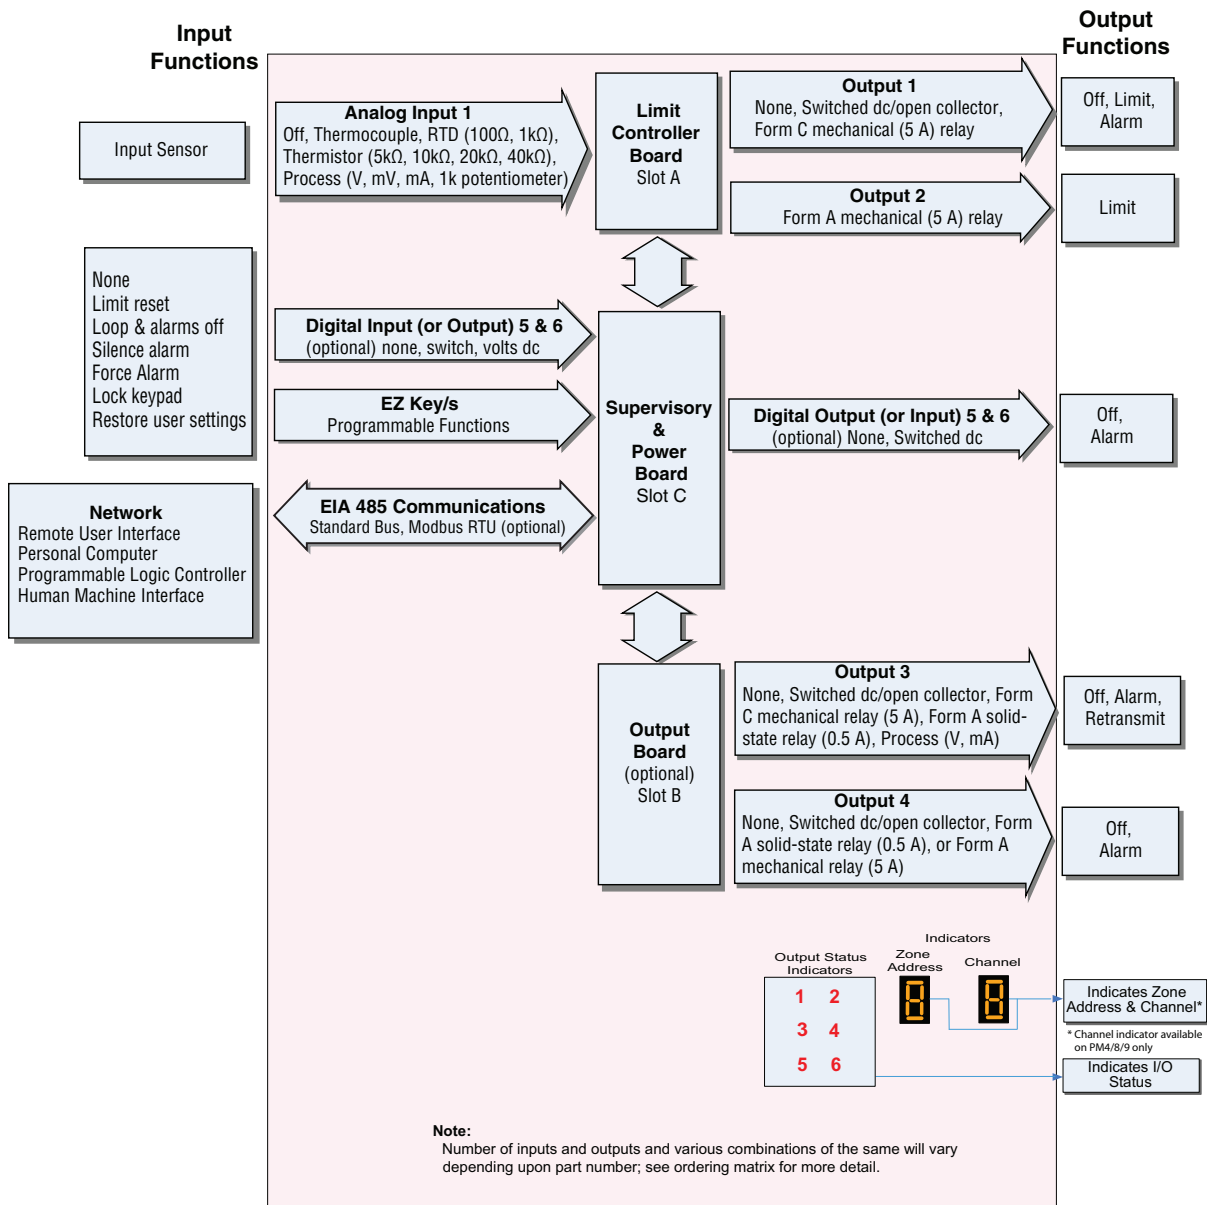 Input
Functions
Output
Functions
Input Sensor
Analog Input 1
Off, Thermocouple, RTD (100Ω, 1kΩ),
Thermistor (5kΩ, 10kΩ, 20kΩ, 40kΩ),
Process (V, mV, mA, 1k potentiometer)
Limit
Controller
Board
Slot A
Output 1
None, Switched dc/open collector,
Form C mechanical (5 A) relay
Off, Limit,
Alarm
Output 2
Form A mechanical (5 A) relay
Limit
None
Limit reset
Loop & alarms off
Silence alarm
Force Alarm
Lock keypad
Restore user settings
Digital Input (or Output) 5 & 6
(optional) none, switch, volts dc
EZ Key/s
Programmable Functions
EIA 485 Communications
Standard Bus, Modbus RTU (optional)
Supervisory
&
Power
Board
Slot C
Digital Output (or Input) 5 & 6
(optional) None, Switched dc
Off,
Alarm
Network
Remote User Interface
Personal Computer
Programmable Logic Controller
Human Machine Interface
Output
Board
(optional)
Slot B
Output 3
None, Switched dc/open collector, Form
C mechanical relay (5 A), Form A solid-
state relay (0.5 A), Process (V, mA)
Off, Alarm,
Retransmit
Output 4
None, Switched dc/open collector, Form
A solid-state relay (0.5 A), or Form A
mechanical relay (5 A)
Off,
Alarm
Output Status
Indicators
1 2
3 4
5 6
Indicators
Zone
Address
Channel
8
8
Indicates Zone
Address & Channel*
* Channel indicator available
on PM4/8/9 only
Indicates I/O
Status
Note:
Number of inputs and outputs and various combinations of the same will vary
depending upon part number; see ordering matrix for more detail.